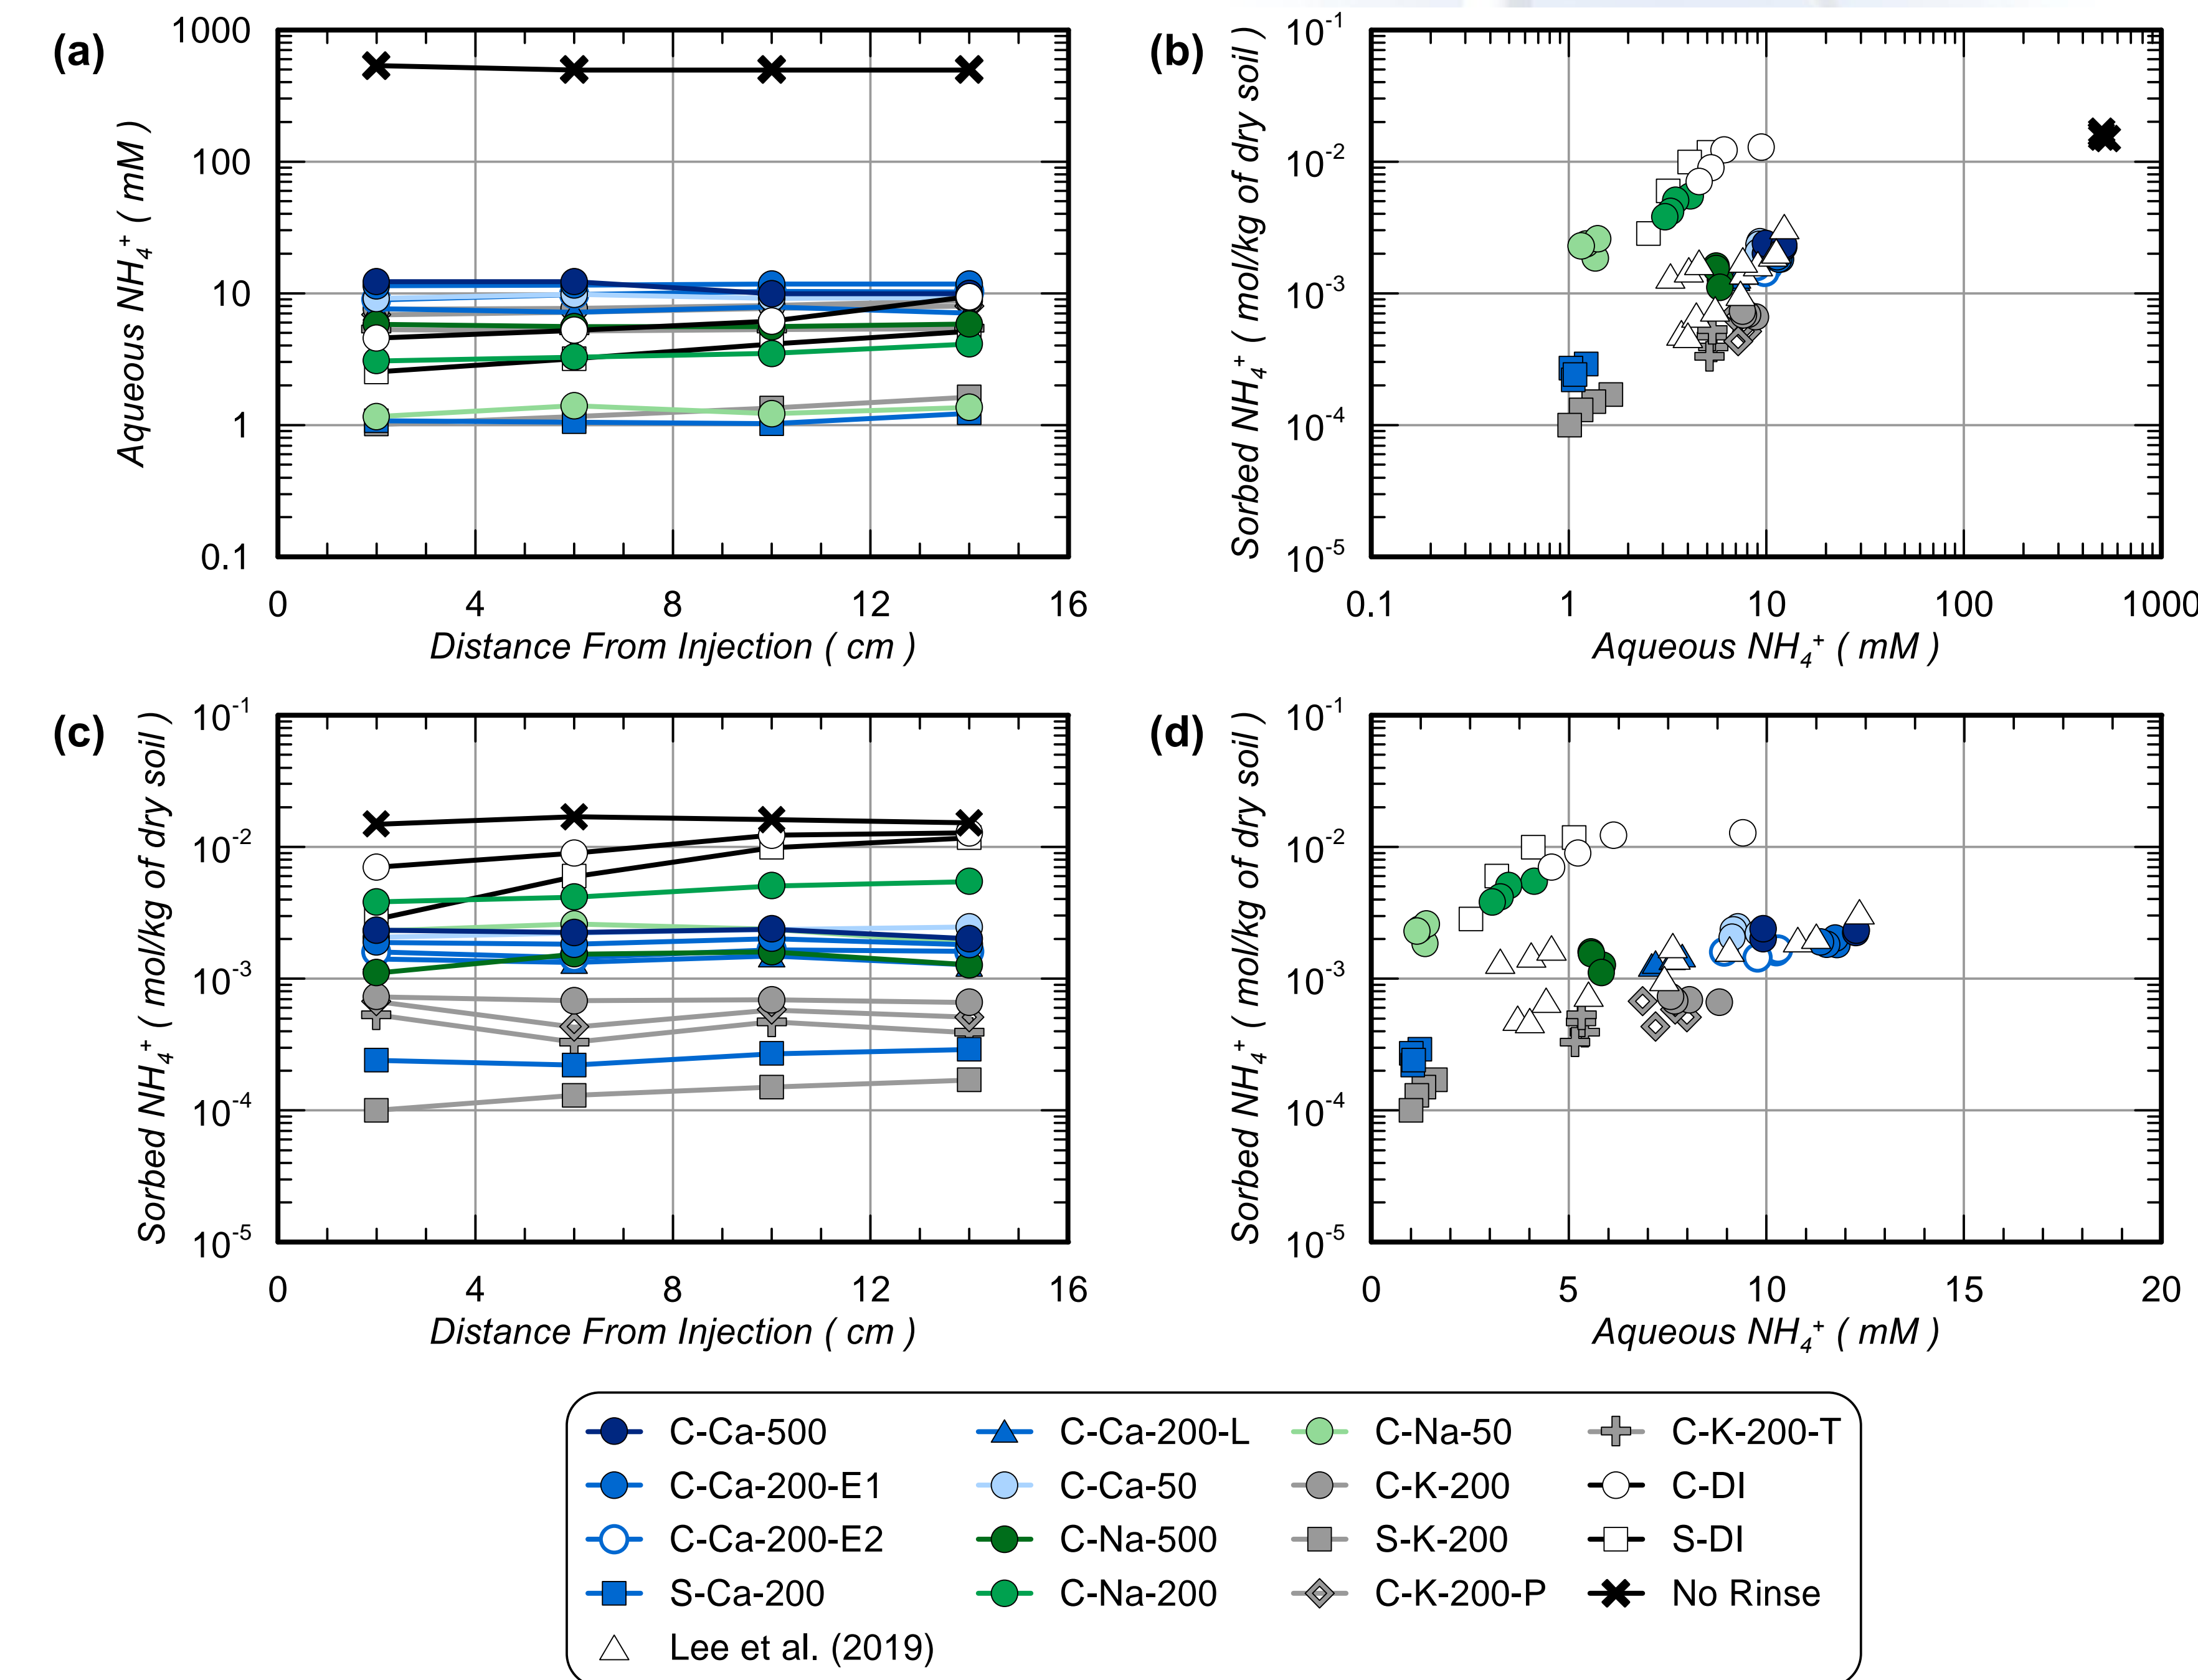 (a)
1000
100
10
1
0.1
Aqueous NH4+ ( mM )
0 4 8 12 16
Distance From Injection ( cm )
(b)
10-1
10-2
10-3
10-4
10-5
Sorbed NH4+ ( mol/kg of dry soil )
0.1 1 10 100 1000
Aqueous NH4+ ( mM )
(c)
10-1
10-2
10-3
10-4
10-5
Sorbed NH4+ ( mol/kg of dry soil )
0 4 8 12 16
Distance From Injection ( cm )
(d)
10-1
10-2
10-3
10-4
10-5
Sorbed NH4+ ( mol/kg of dry soil )
0 5 10 15 20
Aqueous NH4+ ( mM )
C-Ca-500 C-Ca-200-L C-Na-50 C-K-200-T
C-Ca-200-E1 C-Ca-50 C-K-200 C-DI
C-Ca-200-E2 C-Na-500 S-K-200 S-DI
S-Ca-200 C-Na-200 C-K-200-P No Rinse
Lee et al. (2019)